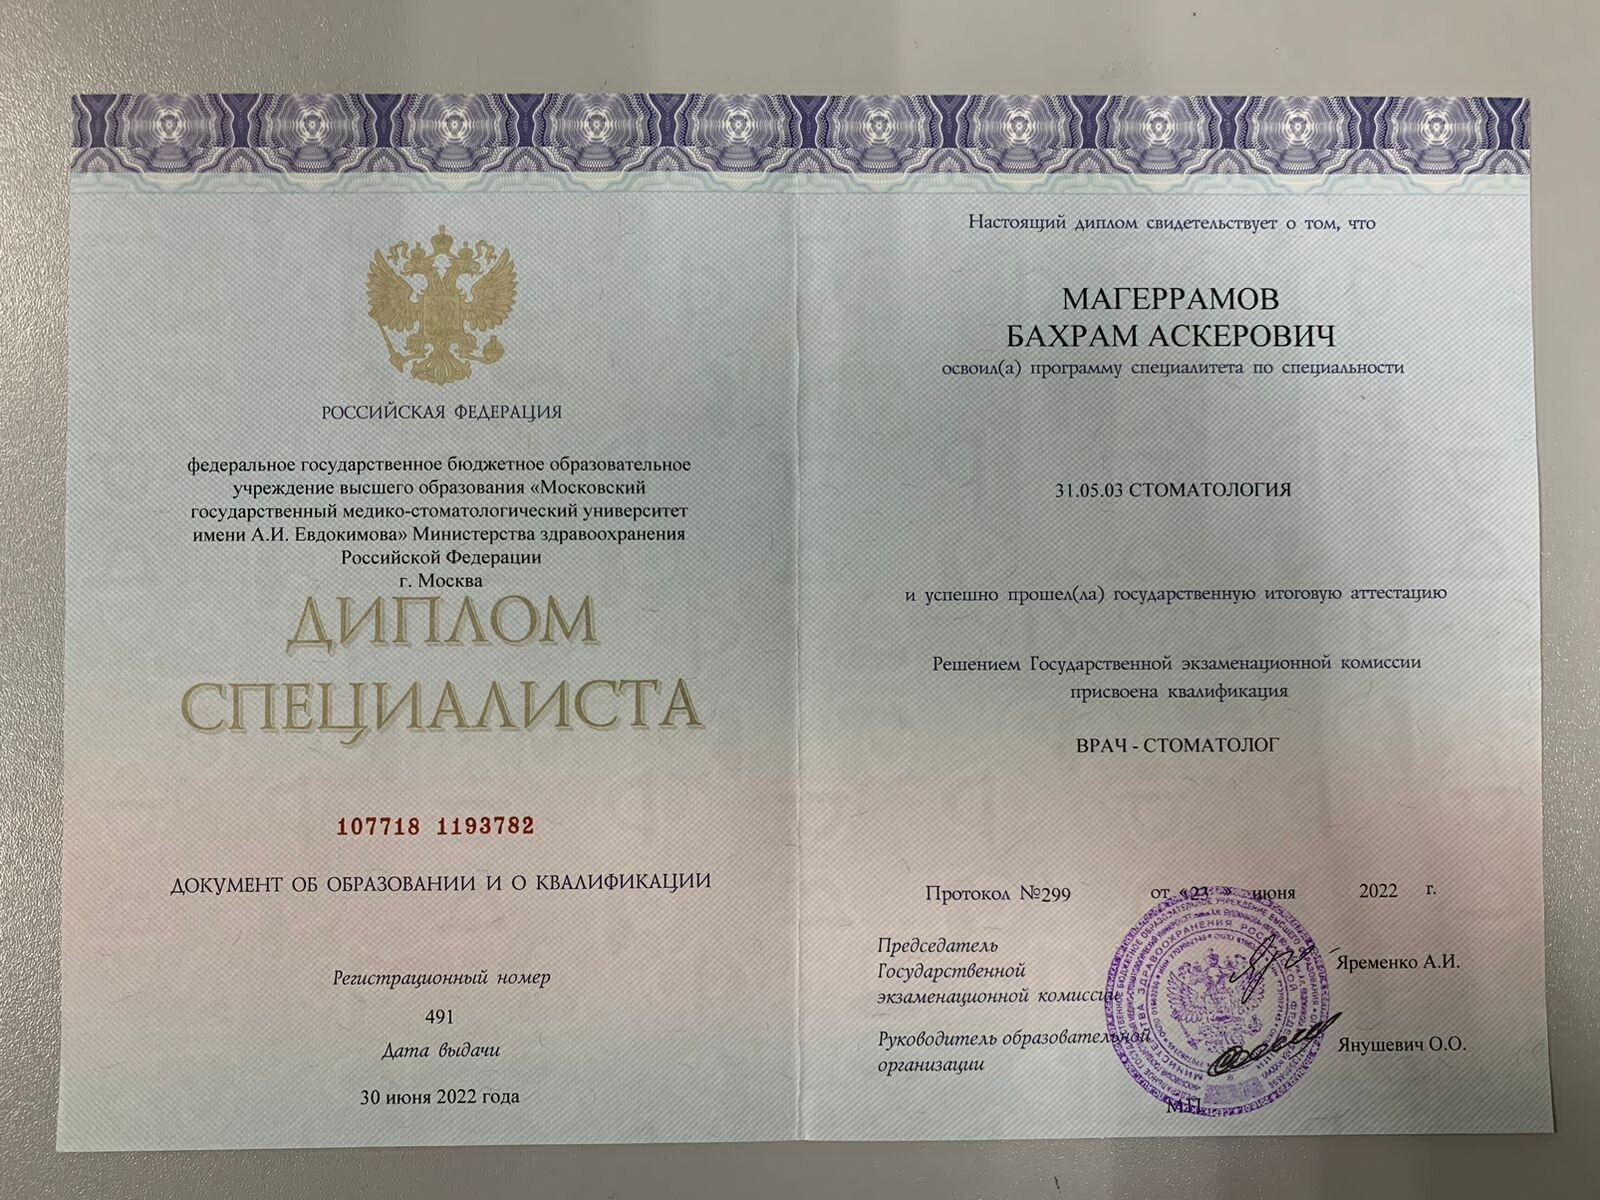 РОССИЙСКАЯ ФЕДЕРАЦИЯ
федеральное государственное бюджетное образовательное
учреждение высшего образования «Московский
государственный медико-стоматологический университет
имени А.И. Евдокимова» Министерства здравоохранения
Российской Федерации
г. Москва
ДИПЛОМ
СПЕЦИАЛИСТА
107718 1193782
ДОКУМЕНТ ОБ ОБРАЗОВАНИИ И О КВАЛИФИКАЦИИ
Регистрационный номер
491
Дата выдачи
30 июня 2022 года
Настоящий диплом свидетельствует о том, что
МАГЕРРАМОВ
БАХРАМ АСКЕРОВИЧ
освоил(а) программу специалитета по специальности
31.05.03 СТОМАТОЛОГИЯ
и успешно прошел(ла) государственную итоговую аттестацию
Решением Государственной экзаменационной комиссии
присвоена квалификация
ВРАЧ - СТОМАТОЛОГ
Протокол №299 от «23 » июня 2022 г.
Председатель
Государственной
экзаменационной комиссии
Яременко А.И.
Руководитель образовательной
организации
Янушевич О.О.
М.П.